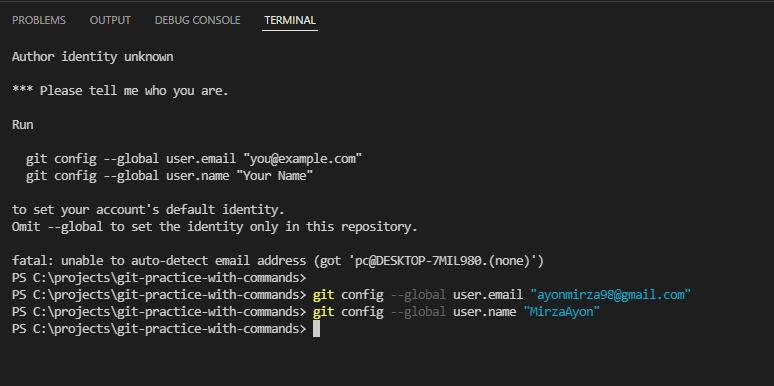 PROBLEMS OUTPUT DEBUG CONSOLE TERMINAL
Author identity unknown
*** Please tell me who you are.
Run
git config --global user.email "you@example.com"
git config --global user.name "Your Name"
to set your account's default identity.
Omit --global to set the identity only in this repository.
fatal: unable to auto-detect email address (got 'pc@DESKTOP-7MIL980.(none)')
PS C:\projects\git-practice-with-commands>
PS C:\projects\git-practice-with-commands> git config --global user.email "ayonmirza98@gmail.com"
PS C:\projects\git-practice-with-commands> git config --global user.name "MirzaAyon"
PS C:\projects\git-practice-with-commands>